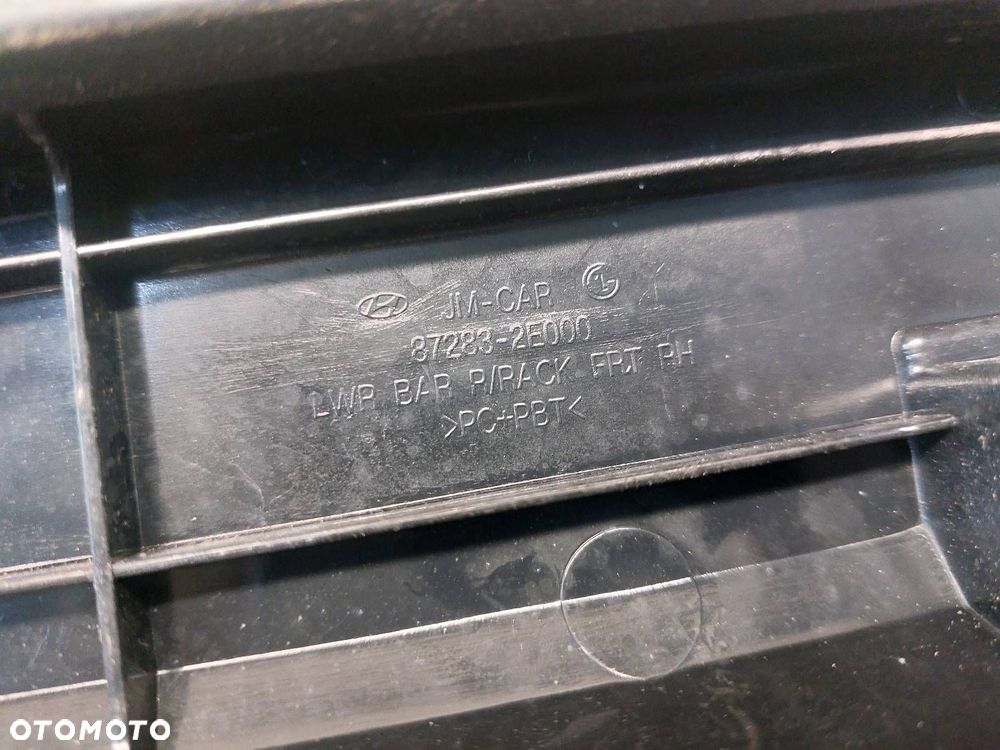 JM-CAR
87283-2E000
LWR BAR R/RACK FRT RH
>PC+PBT<
OTOMOTO